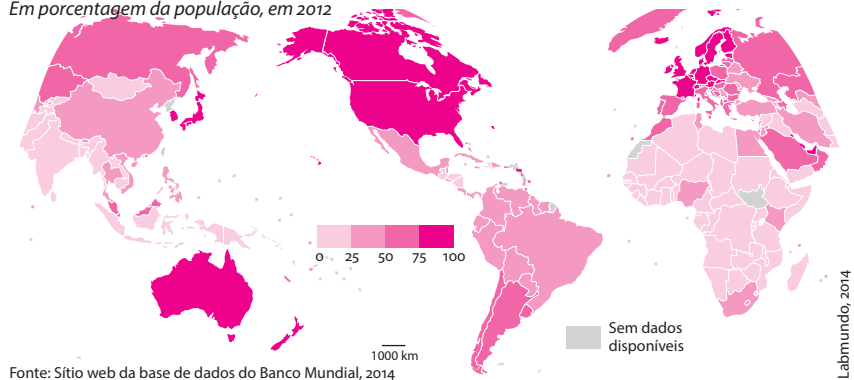 Em porcentagem da população, em 2012
0 25 50 75 100
Sem dados
disponíveis
1000 km
Fonte: Sítio web da base de dados do Banco Mundial, 2014
Labmundo, 2014